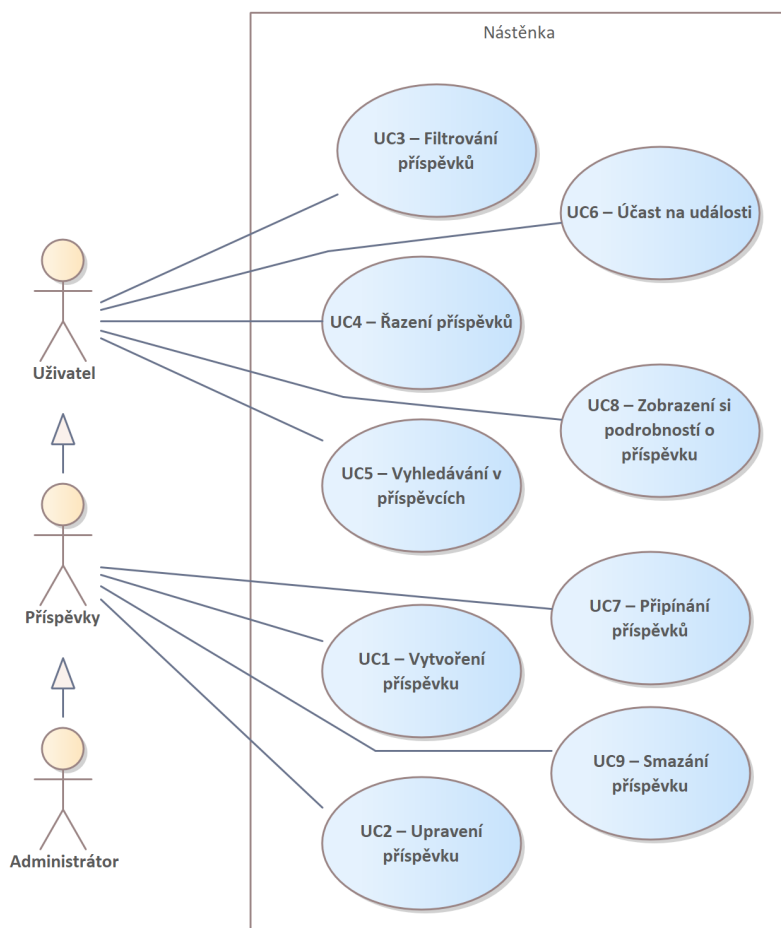 Nástěnka
UC3 – Filtrování
příspěvků
UC6 – Účast na události
UC4 – Řazení příspěvků
Uživatel
UC8 – Zobrazení si
podrobností o
příspěvku
UC5 – Vyhledávání v
příspěvcích
Příspěvky
UC7 – Připínání
příspěvků
UC1 – Vytvoření
příspěvku
UC9 – Smazání
příspěvku
UC2 – Upravení
příspěvku
Administrátor